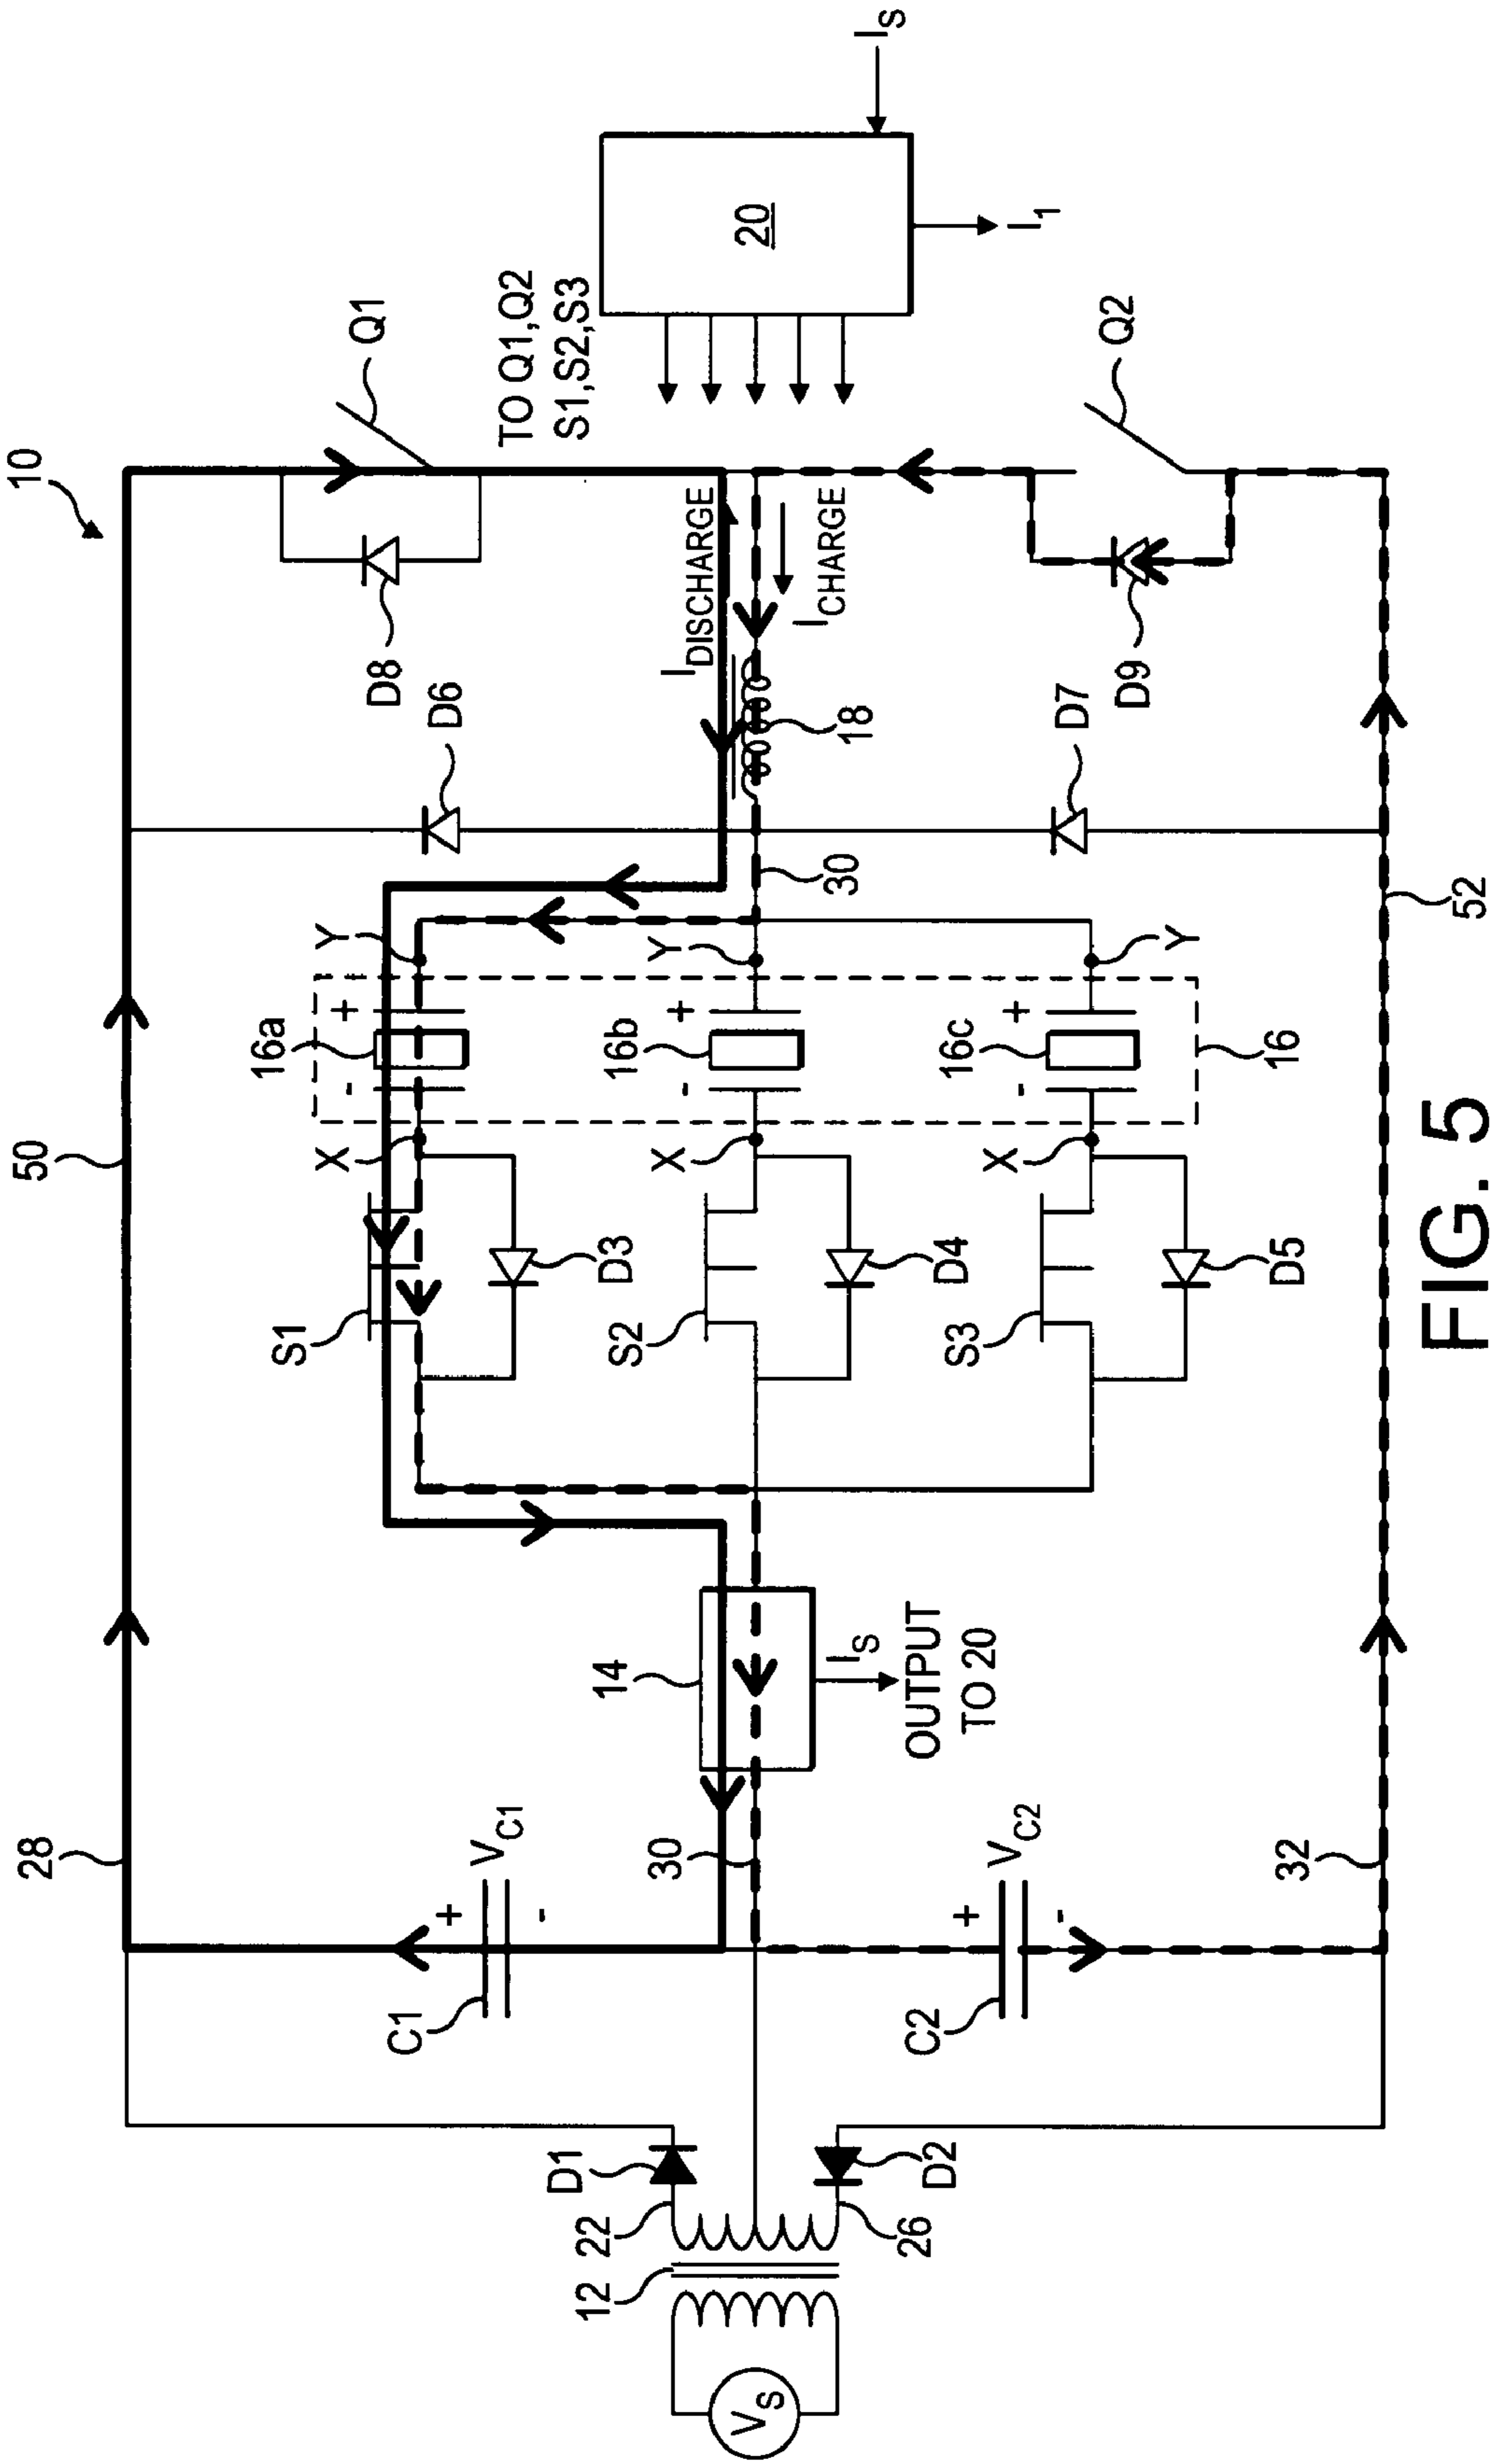 10
50
28
Q1
D8
D6
TO Q1,Q2
S1,S2,S3
20
IS
I1
IDISCHARGE
ICHARGE
18
30
Y
Y
Y
16a
+
-
16b
+
-
16c
+
-
16
X
X
X
S1
D3
S2
D4
S3
D5
14
IS
OUTPUT
TO 20
30
C1
+
-
VC1
C2
+
-
VC2
32
52
D7
D9
Q2
D1
22
12
26
D2
VS
FIG. 5